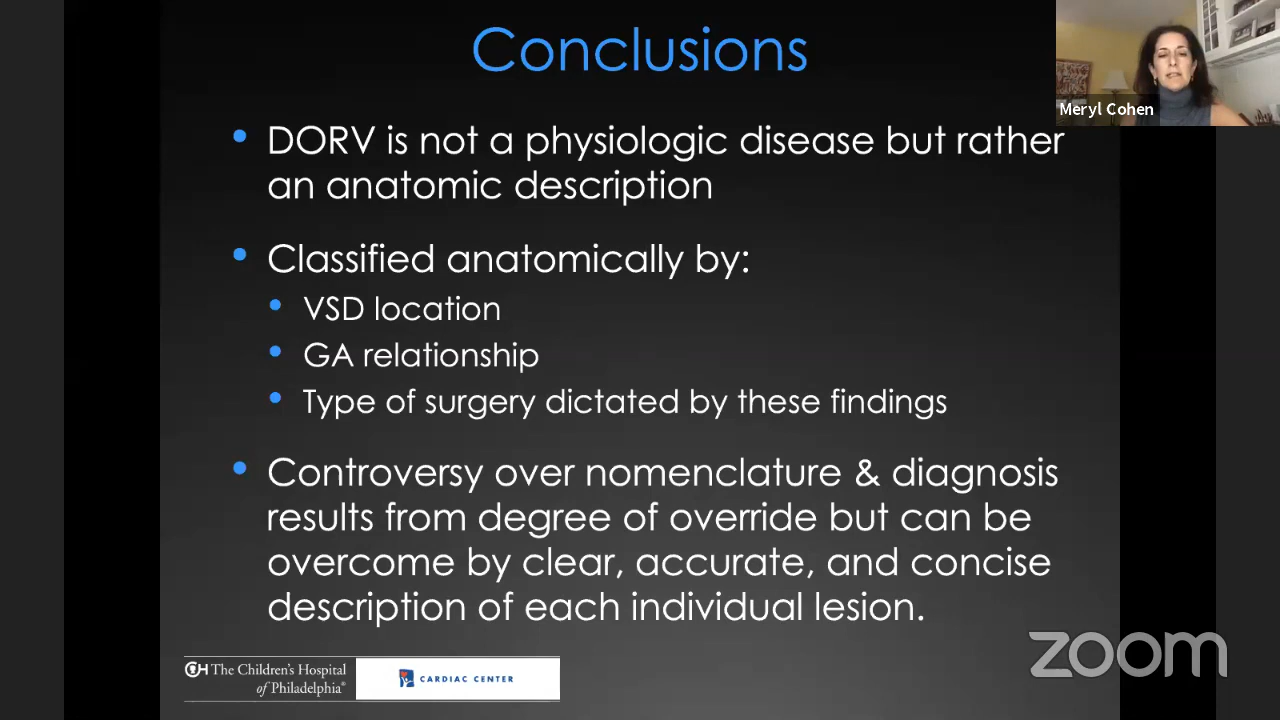 Conclusions
Meryl Cohen
• DORV is not a physiologic disease but rather
an anatomic description
• Classified anatomically by:
• VSD location
• GA relationship
• Type of surgery dictated by these findings
• Controversy over nomenclature & diagnosis
results from degree of override but can be
overcome by clear, accurate, and concise
description of each individual lesion.
The Children's Hospital
of Philadelphia®
CARDIAC CENTER
zoom